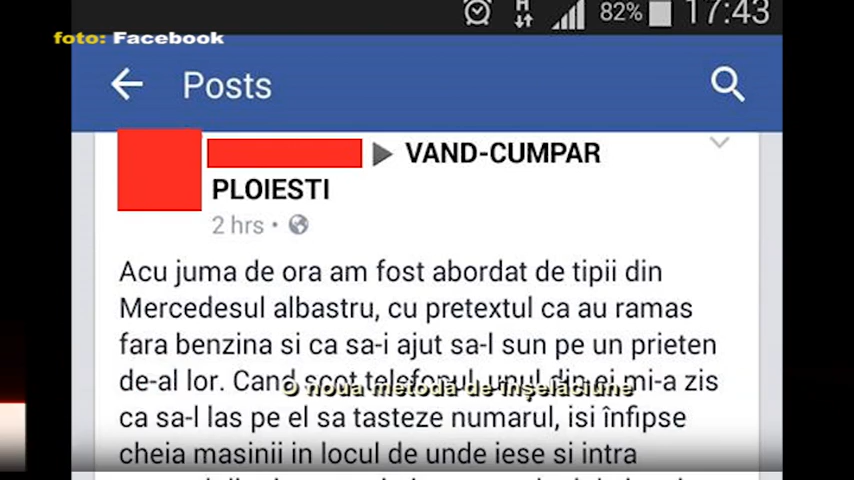 foto: Facebook
82% 17:43
Posts
VAND-CUMPAR
PLOIESTI
2 hrs
Acu juma de ora am fost abordat de tipii din
Mercedesul albastru, cu pretextul ca au ramas
fara benzina si ca sa-i ajut sa-l sun pe un prieten
de-al lor. Cand scot telefonul, unul din ei mi-a zis
O nouă metodă de înșelăciune
ca sa-l las pe el sa tasteze numarul, isi înfipse
cheia masinii in locul de unde iese si intra